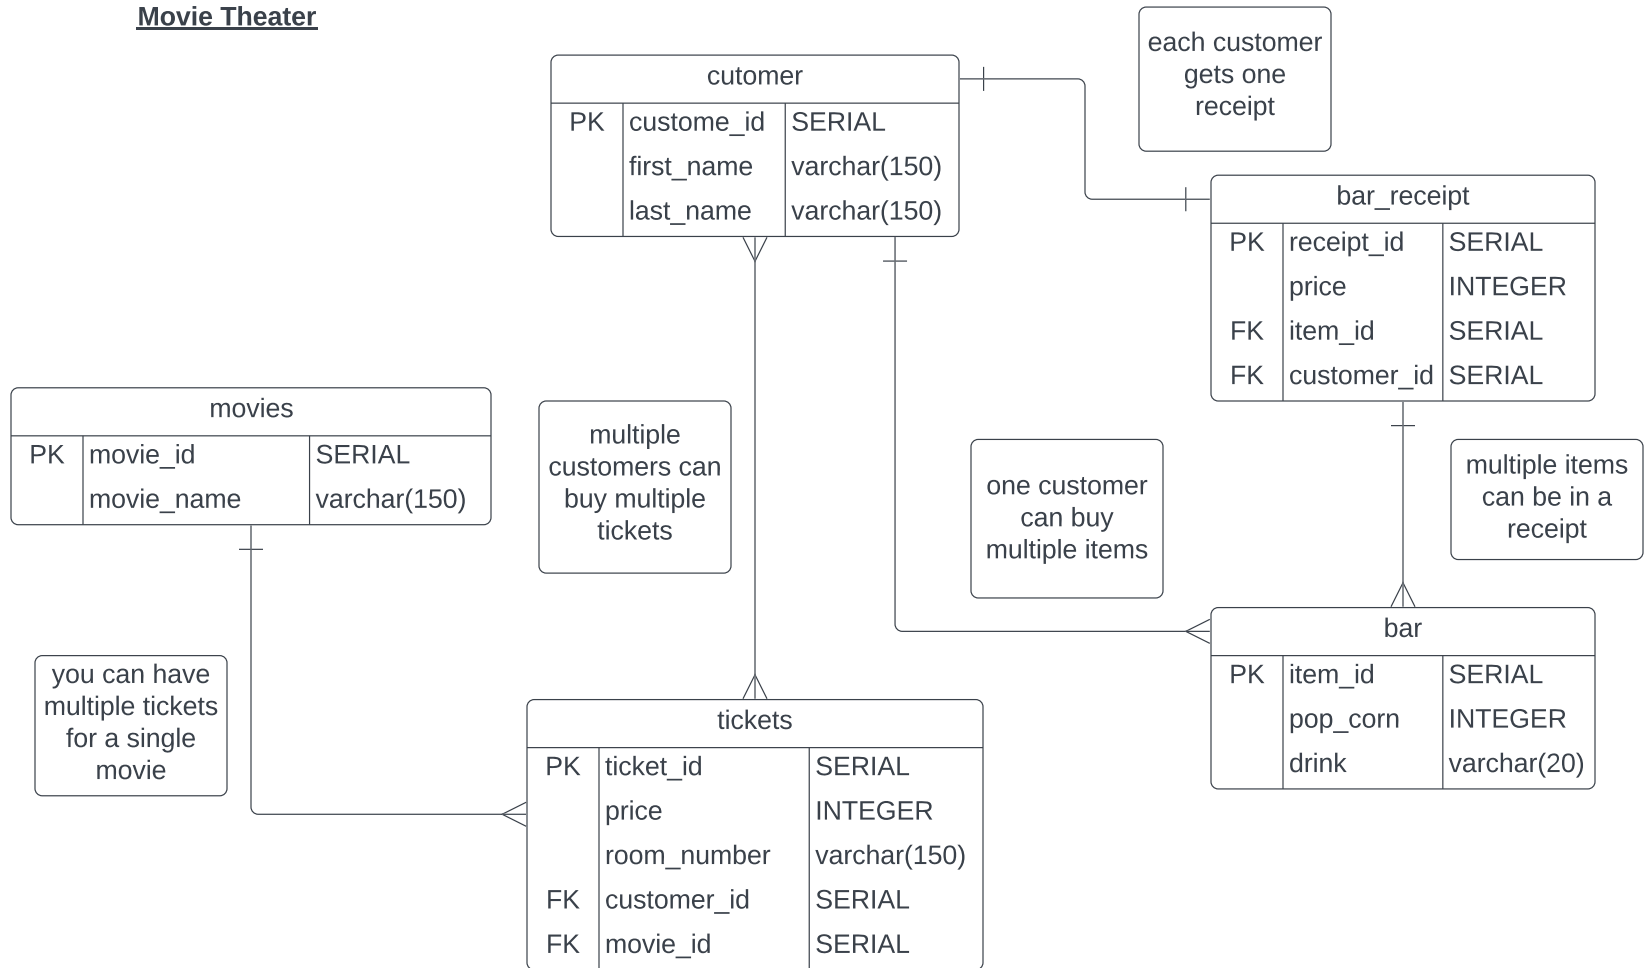 Movie Theater
each customer
gets one
receipt
cutomer
PK custome_id SERIAL
first_name varchar(150)
last_name varchar(150)
bar_receipt
PK receipt_id SERIAL
price INTEGER
FK item_id SERIAL
FK customer_id SERIAL
movies
PK movie_id SERIAL
movie_name varchar(150)
multiple
customers can
buy multiple
tickets
one customer
can buy
multiple items
multiple items
can be in a
receipt
bar
PK item_id SERIAL
pop_corn INTEGER
drink varchar(20)
you can have
multiple tickets
for a single
movie
tickets
PK ticket_id SERIAL
price INTEGER
room_number varchar(150)
FK customer_id SERIAL
FK movie_id SERIAL